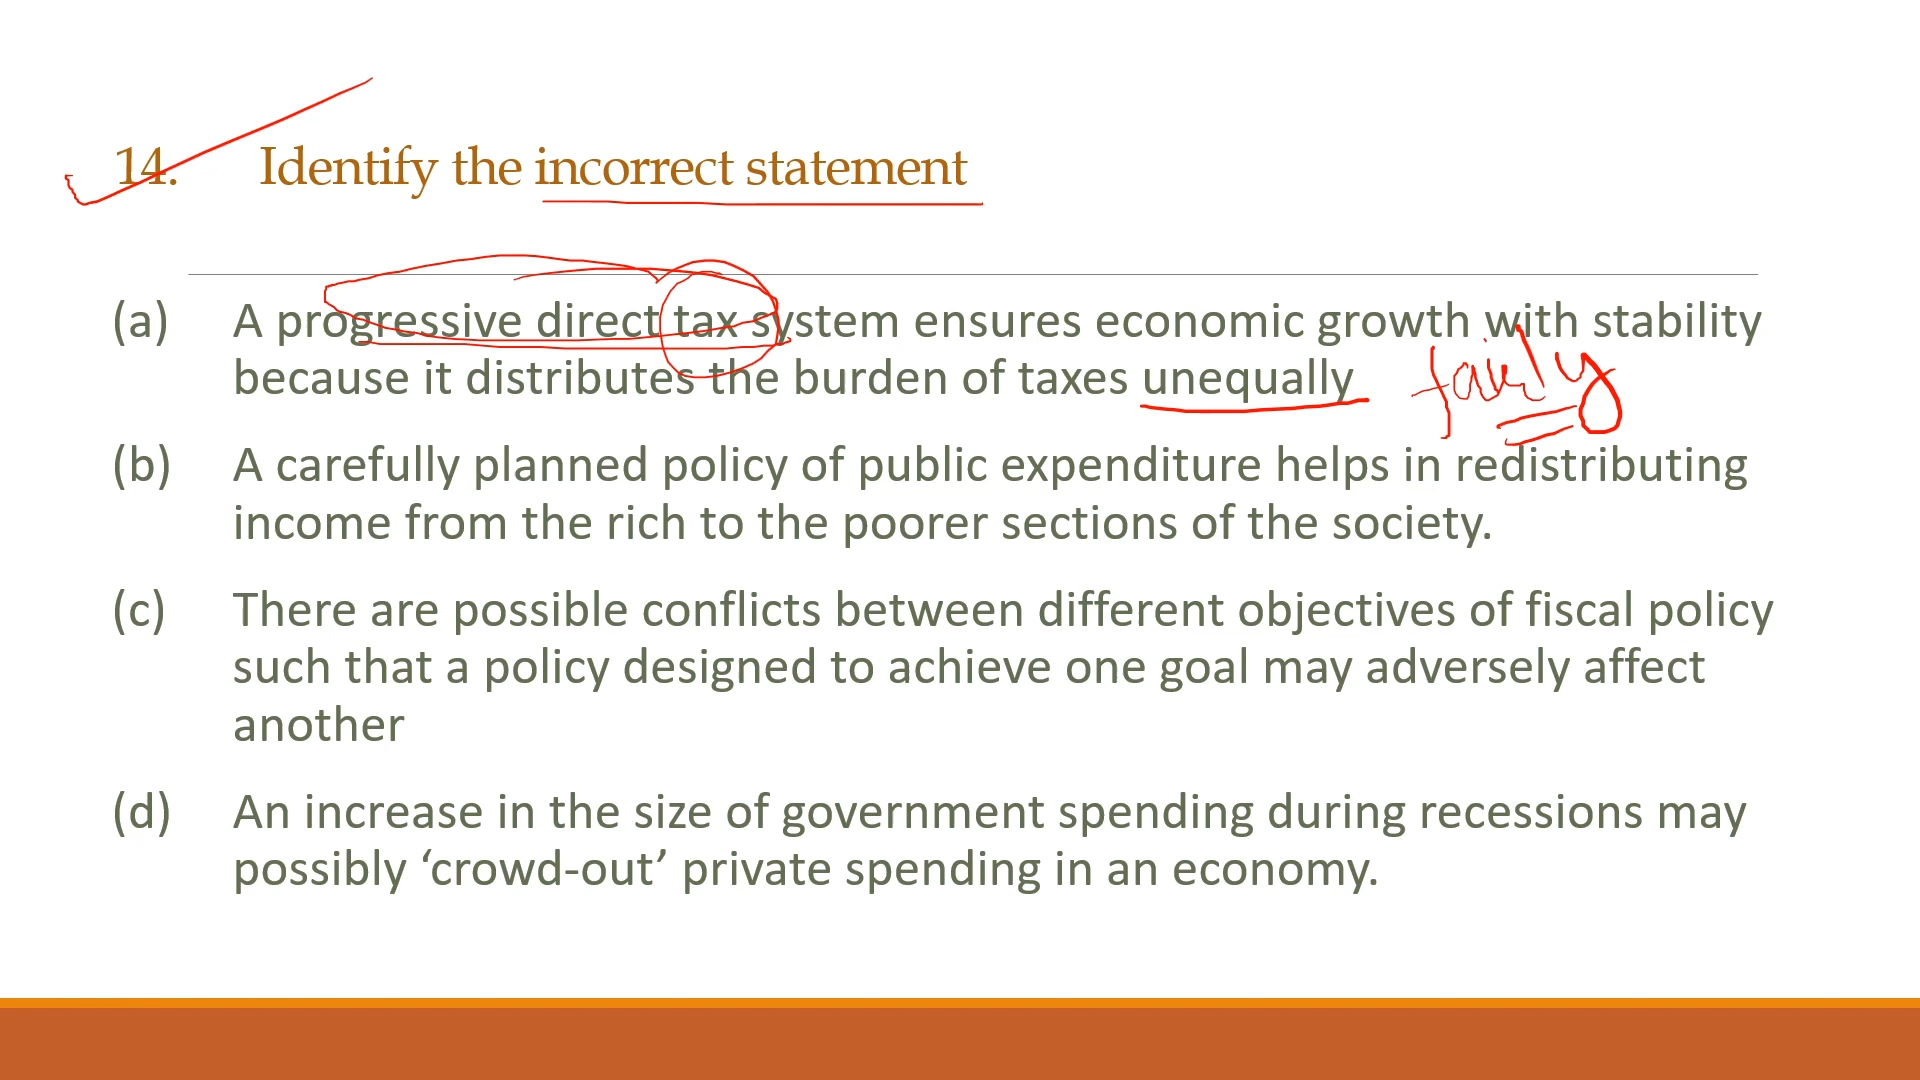 14. Identify the incorrect statement
(a) A progressive direct tax system ensures economic growth with stability
because it distributes the burden of taxes unequally fairly
(b) A carefully planned policy of public expenditure helps in redistributing
income from the rich to the poorer sections of the society.
(c) There are possible conflicts between different objectives of fiscal policy
such that a policy designed to achieve one goal may adversely affect
another
(d) An increase in the size of government spending during recessions may
possibly ‘crowd-out’ private spending in an economy.